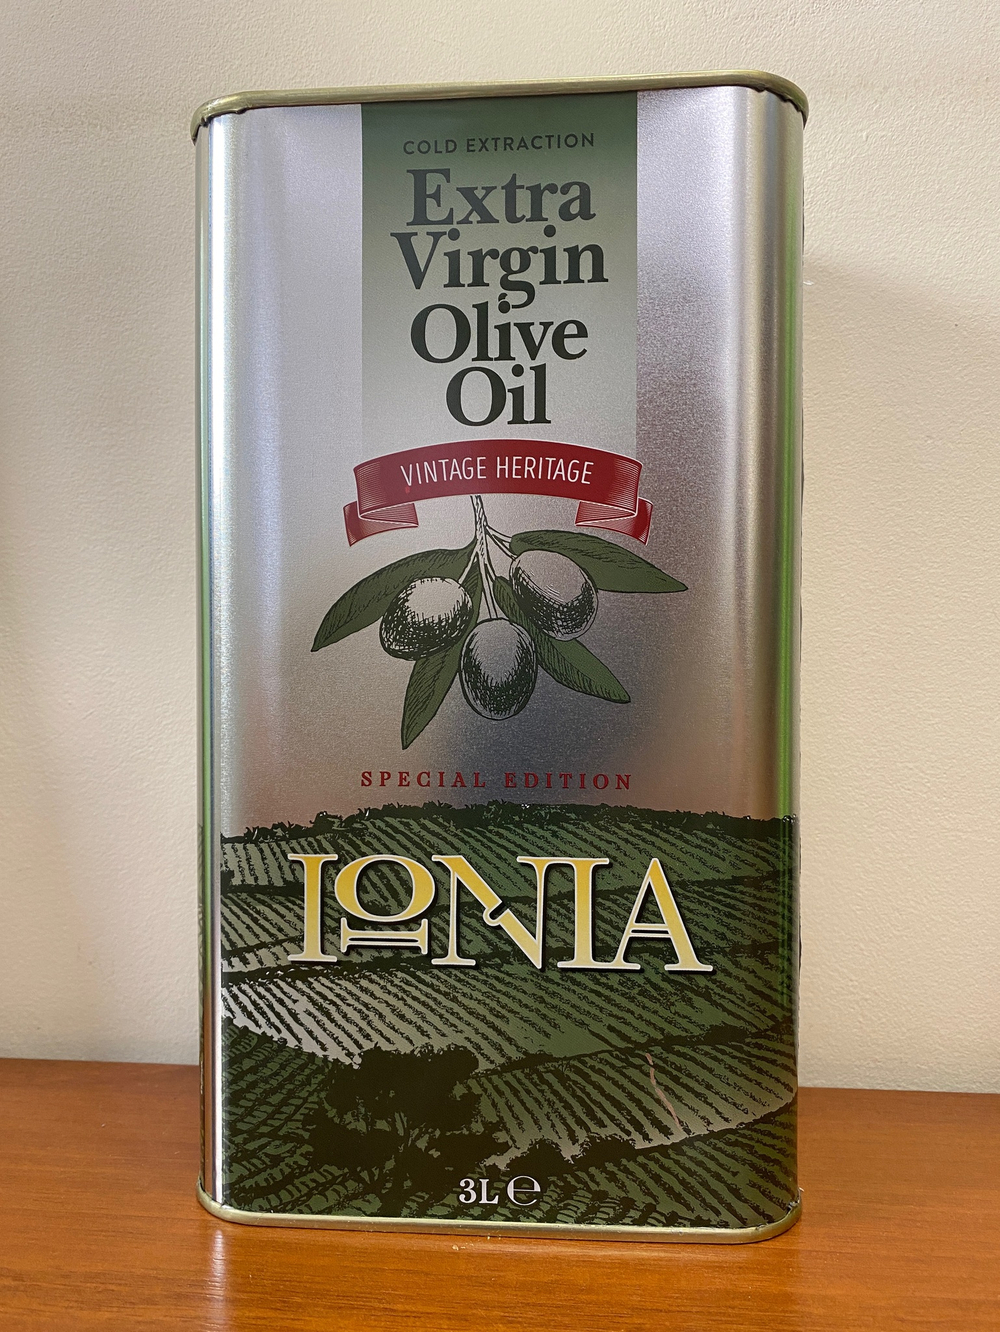 COLD EXTRACTION
Extra
Virgin
Olive
Oil
VINTAGE HERITAGE
SPECIAL EDITION
IONIA
3L ℮